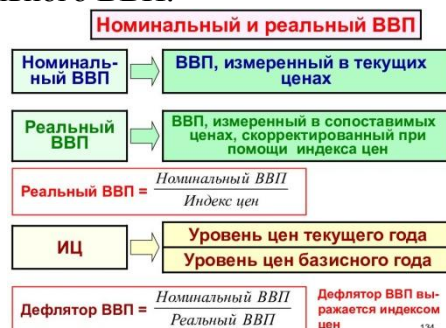 Номинальный и реальный ВВП
Номиналь-
ный ВВП
ВВП, измеренный в текущих
ценах
Реальный
ВВП
ВВП, измеренный в сопоставимых
ценах, скорректированный при
помощи индекса цен
Реальный ВВП = Номинальный ВВП
Индекс цен
ИЦ
Уровень цен текущего года
Уровень цен базисного года
Дефлятор ВВП = Номинальный ВВП
Реальный ВВП
Дефлятор ВВП вы-
ражается индексом
цен